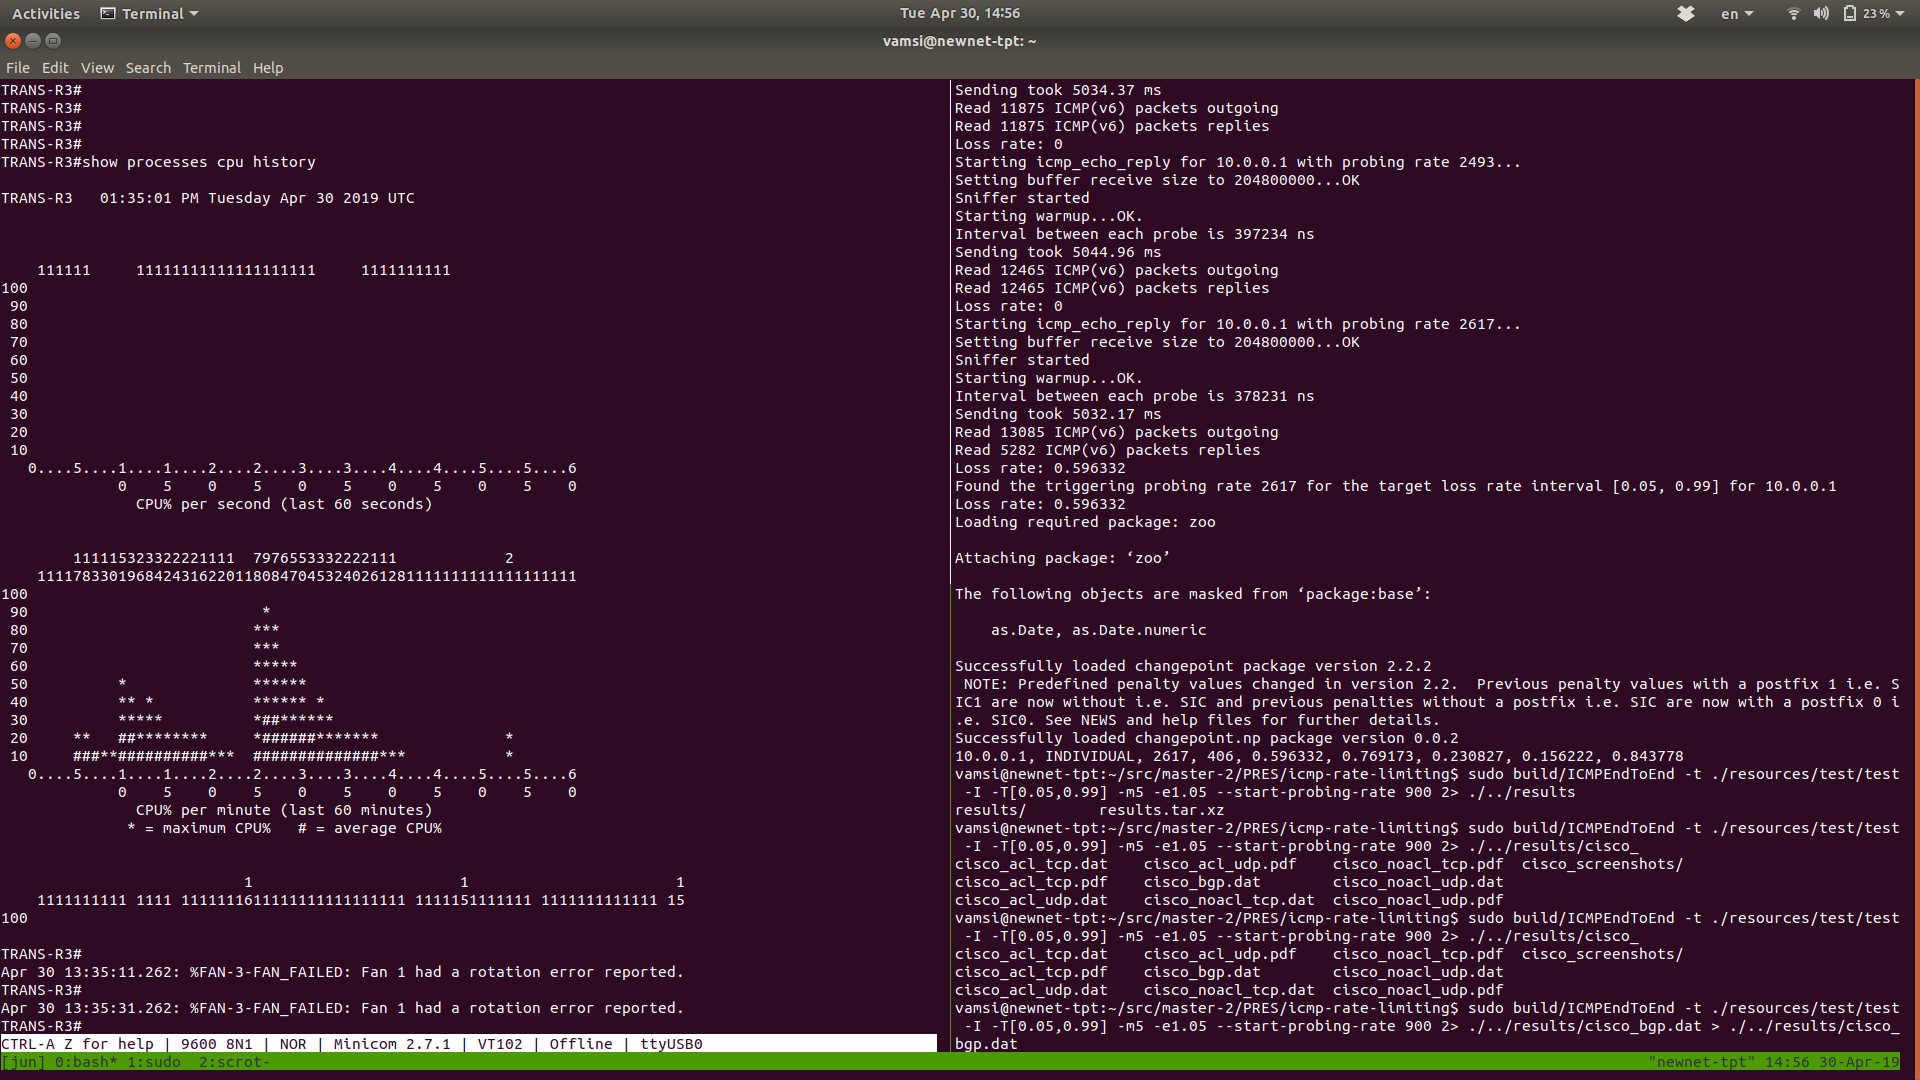 Activities Terminal Tue Apr 30, 14:56 en 23 %
vamsi@newnet-tpt: ~
File Edit View Search Terminal Help
TRANS-R3#
TRANS-R3#
TRANS-R3#
TRANS-R3#
TRANS-R3#show processes cpu history

TRANS-R3   01:35:01 PM Tuesday Apr 30 2019 UTC

    111111     11111111111111111111     1111111111
100
 90
 80
 70
 60
 50
 40
 30
 20
 10
   0....5....1....1....2....2....3....3....4....4....5....5....6
             0    5    0    5    0    5    0    5    0    5    0
               CPU% per second (last 60 seconds)

        111115323322221111  7976553332222111            2
    111178330196842431622011808470453240261281111111111111111111
100
 90                          *
 80                         ***
 70                         ***
 60                         *****
 50          *              ******
 40          ** *           ****** *
 30          *****          *##******
 20     **   ##********     *######*******              *
 10     ###**##########***  ##############***           *
   0....5....1....1....2....2....3....3....4....4....5....5....6
             0    5    0    5    0    5    0    5    0    5    0
               CPU% per minute (last 60 minutes)
              * = maximum CPU%   # = average CPU%

                           1                       1                       1
    1111111111 1111 1111111611111111111111111 1111151111111 1111111111111 15
100

TRANS-R3#
Apr 30 13:35:11.262: %FAN-3-FAN_FAILED: Fan 1 had a rotation error reported.
TRANS-R3#
Apr 30 13:35:31.262: %FAN-3-FAN_FAILED: Fan 1 had a rotation error reported.
TRANS-R3#
CTRL-A Z for help | 9600 8N1 | NOR | Minicom 2.7.1 | VT102 | Offline | ttyUSB0
Sending took 5034.37 ms
Read 11875 ICMP(v6) packets outgoing
Read 11875 ICMP(v6) packets replies
Loss rate: 0
Starting icmp_echo_reply for 10.0.0.1 with probing rate 2493...
Setting buffer receive size to 204800000...OK
Sniffer started
Starting warmup...OK.
Interval between each probe is 397234 ns
Sending took 5044.96 ms
Read 12465 ICMP(v6) packets outgoing
Read 12465 ICMP(v6) packets replies
Loss rate: 0
Starting icmp_echo_reply for 10.0.0.1 with probing rate 2617...
Setting buffer receive size to 204800000...OK
Sniffer started
Starting warmup...OK.
Interval between each probe is 378231 ns
Sending took 5032.17 ms
Read 13085 ICMP(v6) packets outgoing
Read 5282 ICMP(v6) packets replies
Loss rate: 0.596332
Found the triggering probing rate 2617 for the target loss rate interval [0.05, 0.99] for 10.0.0.1
Loss rate: 0.596332
Loading required package: zoo

Attaching package: ‘zoo’

The following objects are masked from ‘package:base’:

    as.Date, as.Date.numeric

Successfully loaded changepoint package version 2.2.2
 NOTE: Predefined penalty values changed in version 2.2.  Previous penalty values with a postfix 1 i.e. S
IC1 are now without i.e. SIC and previous penalties without a postfix i.e. SIC are now with a postfix 0 i
.e. SIC0. See NEWS and help files for further details.
Successfully loaded changepoint.np package version 0.0.2
10.0.0.1, INDIVIDUAL, 2617, 406, 0.596332, 0.769173, 0.230827, 0.156222, 0.843778
vamsi@newnet-tpt:~/src/master-2/PRES/icmp-rate-limiting$ sudo build/ICMPEndToEnd -t ./resources/test/test
 -I -T[0.05,0.99] -m5 -e1.05 --start-probing-rate 900 2> ./../results
results/        results.tar.xz
vamsi@newnet-tpt:~/src/master-2/PRES/icmp-rate-limiting$ sudo build/ICMPEndToEnd -t ./resources/test/test
 -I -T[0.05,0.99] -m5 -e1.05 --start-probing-rate 900 2> ./../results/cisco_
cisco_acl_tcp.dat    cisco_acl_udp.pdf    cisco_noacl_tcp.pdf  cisco_screenshots/
cisco_acl_tcp.pdf    cisco_bgp.dat        cisco_noacl_udp.dat
cisco_acl_udp.dat    cisco_noacl_tcp.dat  cisco_noacl_udp.pdf
vamsi@newnet-tpt:~/src/master-2/PRES/icmp-rate-limiting$ sudo build/ICMPEndToEnd -t ./resources/test/test
 -I -T[0.05,0.99] -m5 -e1.05 --start-probing-rate 900 2> ./../results/cisco_
cisco_acl_tcp.dat    cisco_acl_udp.pdf    cisco_noacl_tcp.pdf  cisco_screenshots/
cisco_acl_tcp.pdf    cisco_bgp.dat        cisco_noacl_udp.dat
cisco_acl_udp.dat    cisco_noacl_tcp.dat  cisco_noacl_udp.pdf
vamsi@newnet-tpt:~/src/master-2/PRES/icmp-rate-limiting$ sudo build/ICMPEndToEnd -t ./resources/test/test
 -I -T[0.05,0.99] -m5 -e1.05 --start-probing-rate 900 2> ./../results/cisco_bgp.dat > ./../results/cisco_
bgp.dat
[jun] 0:bash* 1:sudo  2:scrot- "newnet-tpt" 14:56 30-Apr-19